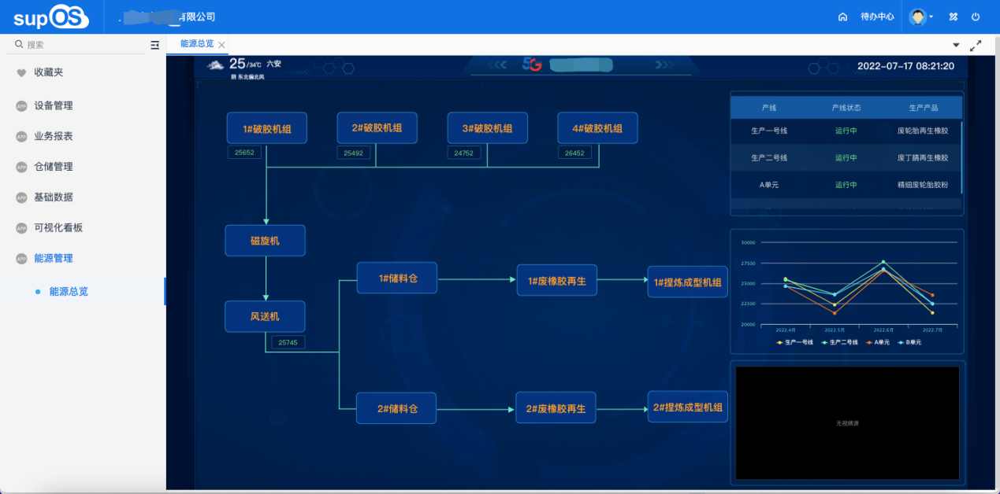 supOS
有限公司
待办中心
搜索
能源总览
收藏夹
设备管理
业务报表
仓储管理
基础数据
可视化看板
能源管理
能源总览
25/34℃ 六安
阴 东北偏北风
5G
2022-07-17 08:21:20
1#破胶机组
2#破胶机组
3#破胶机组
4#破胶机组
25652
25492
24752
26452
磁旋机
风送机
25745
1#储料仓
1#废橡胶再生
1#捏炼成型机组
2#储料仓
2#废橡胶再生
2#捏炼成型机组
产线 产线状态 生产产品
生产一号线 运行中 废轮胎再生橡胶
生产二号线 运行中 废丁腈再生橡胶
A单元 运行中 精细废轮胎胶粉
30000
27500
25000
22500
20000
2022.4月 2022.5月 2022.6月 2022.7月
生产一号线 生产二号线 A单元 B单元
无视频源